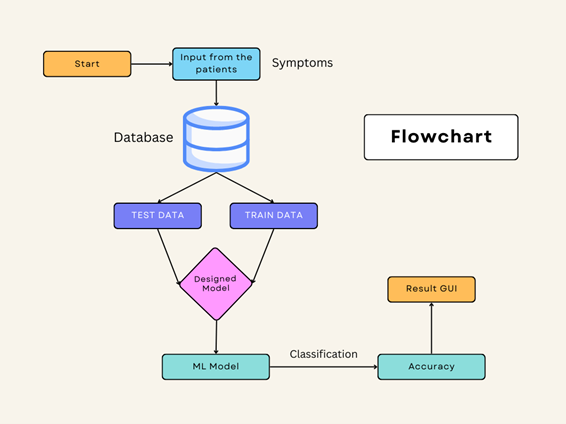 Start
Input from the
patients
Symptoms
Database
Flowchart
TEST DATA
TRAIN DATA
Designed
Model
Result GUI
Classification
ML Model
Accuracy